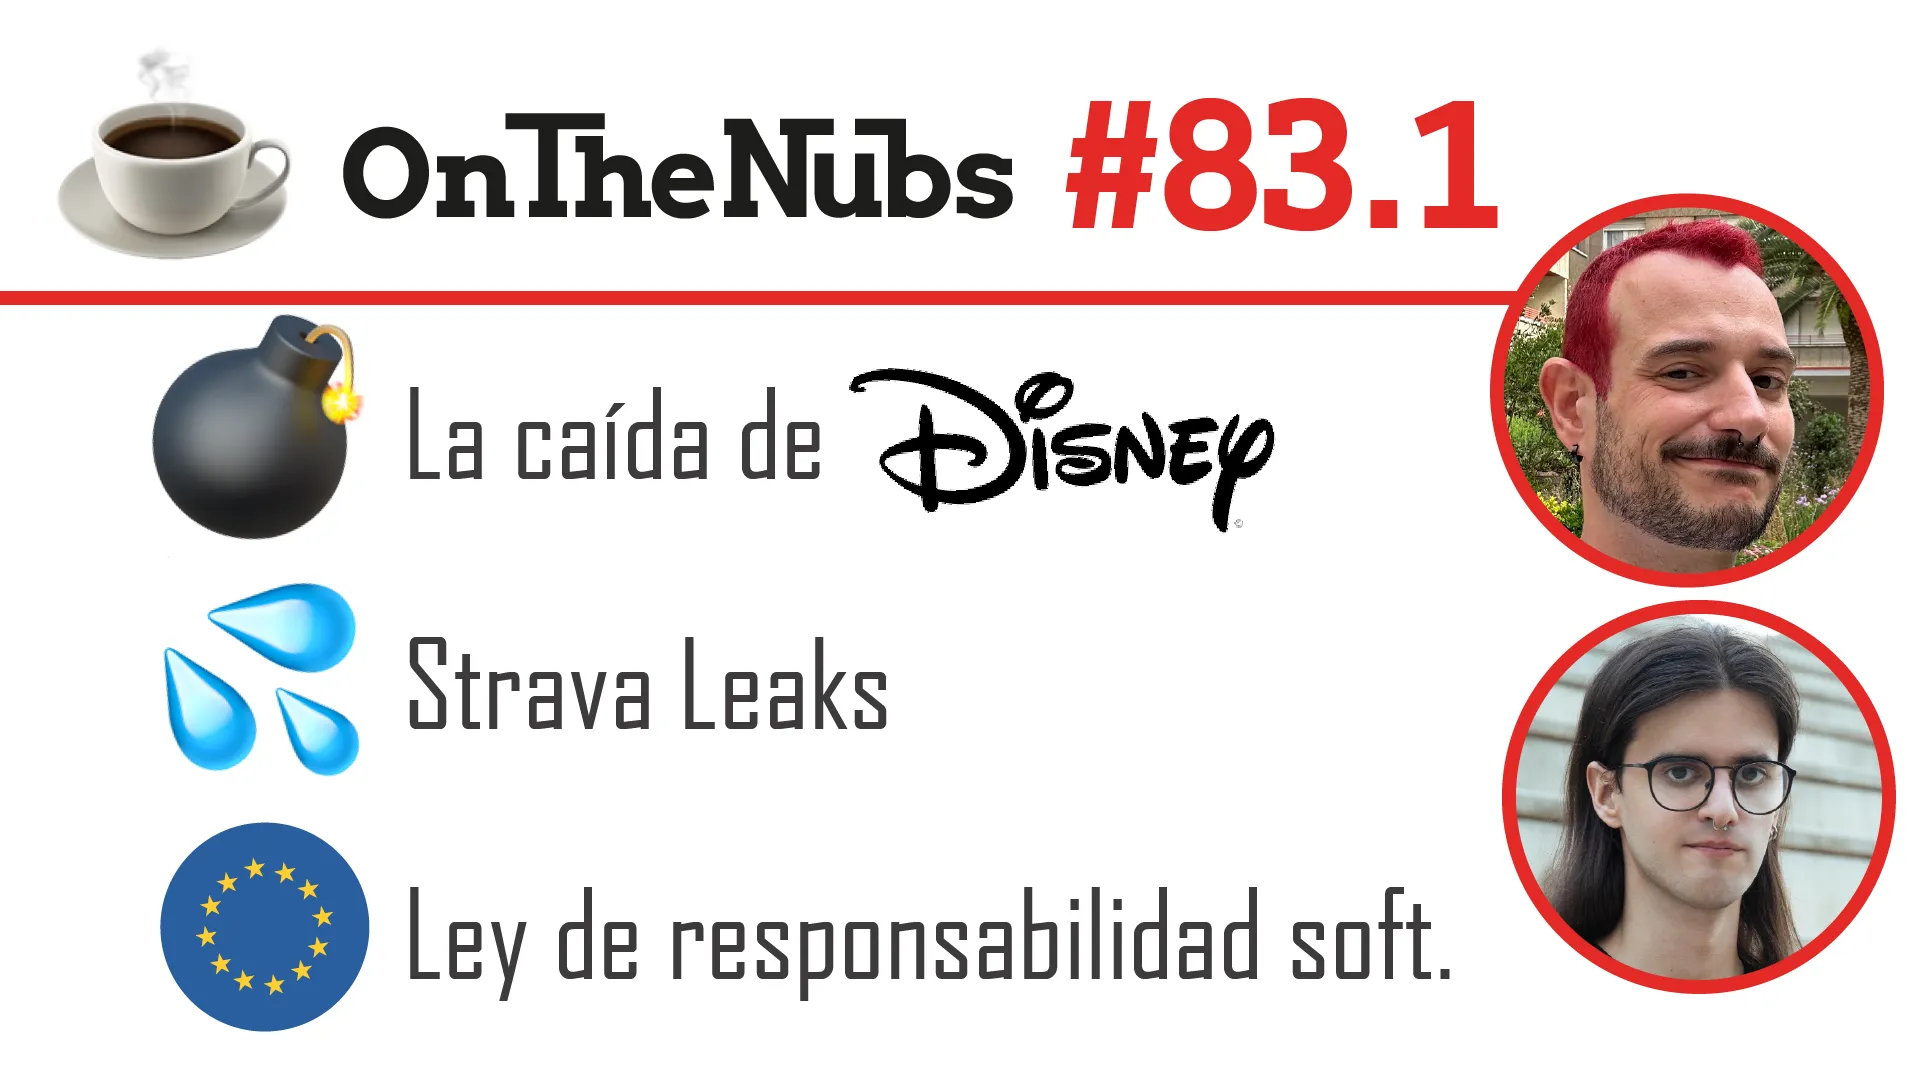 OnTheNubs #83.1
La caída de Disney
Strava Leaks
Ley de responsabilidad soft.